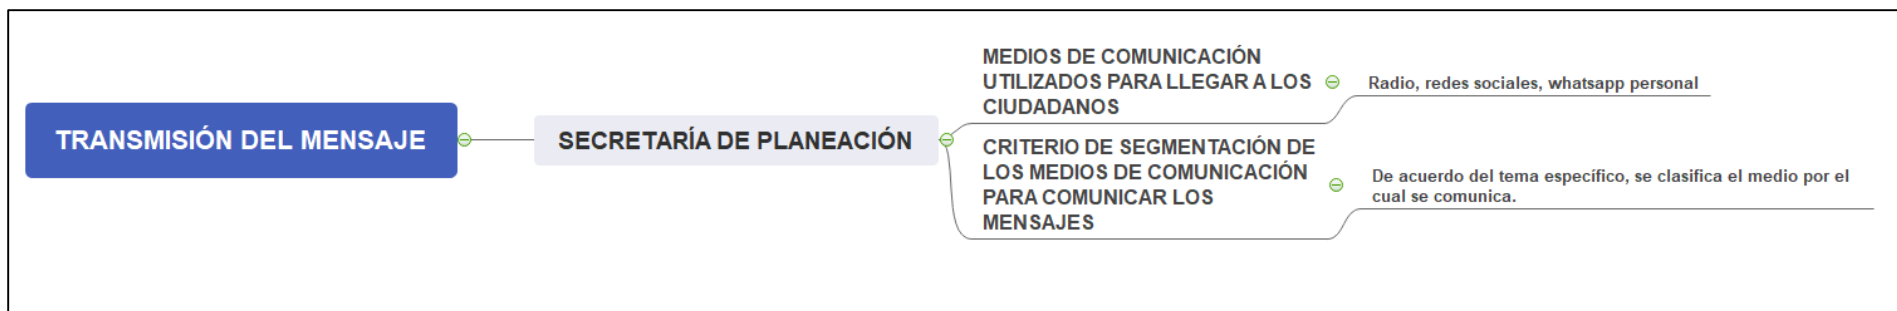 TRANSMISIÓN DEL MENSAJE
SECRETARÍA DE PLANEACIÓN
MEDIOS DE COMUNICACIÓN
UTILIZADOS PARA LLEGAR A LOS
CIUDADANOS
Radio, redes sociales, whatsapp personal
CRITERIO DE SEGMENTACIÓN DE
LOS MEDIOS DE COMUNICACIÓN
PARA COMUNICAR LOS
MENSAJES
De acuerdo del tema específico, se clasifica el medio por el
cual se comunica.